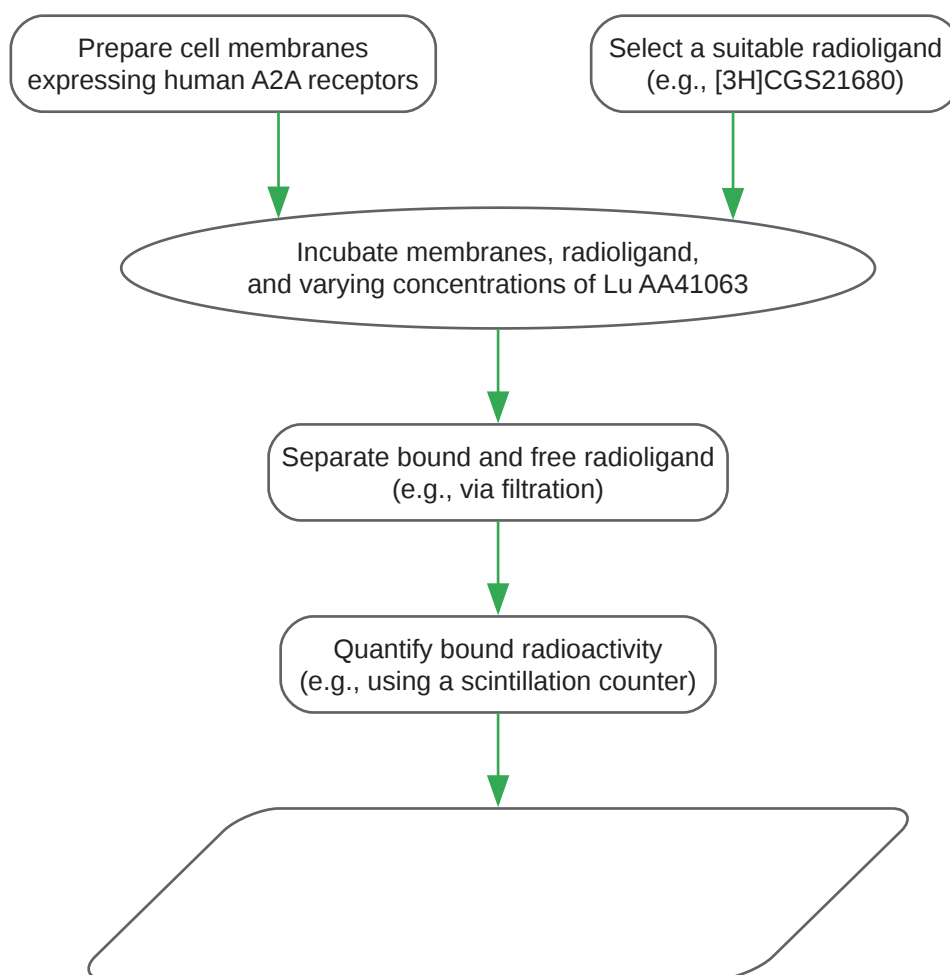 Prepare cell membranes
expressing human A2A receptors
Select a suitable radioligand
(e.g., [3H]CGS21680)
Incubate membranes, radioligand,
and varying concentrations of Lu AA41063
Separate bound and free radioligand
(e.g., via filtration)
Quantify bound radioactivity
(e.g., using a scintillation counter)